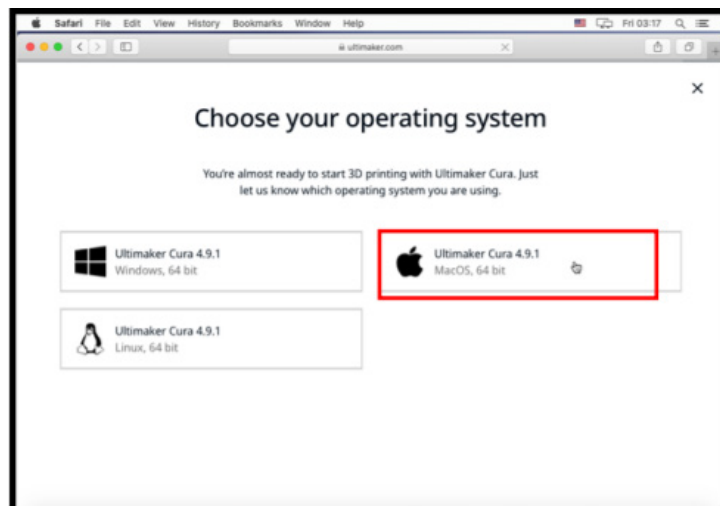 Safari File Edit View History Bookmarks Window Help Fri 03:17
ultimaker.com
Choose your operating system
You're almost ready to start 3D printing with Ultimaker Cura. Just
let us know which operating system you are using.
Ultimaker Cura 4.9.1
Windows, 64 bit
Ultimaker Cura 4.9.1
MacOS, 64 bit
Ultimaker Cura 4.9.1
Linux, 64 bit